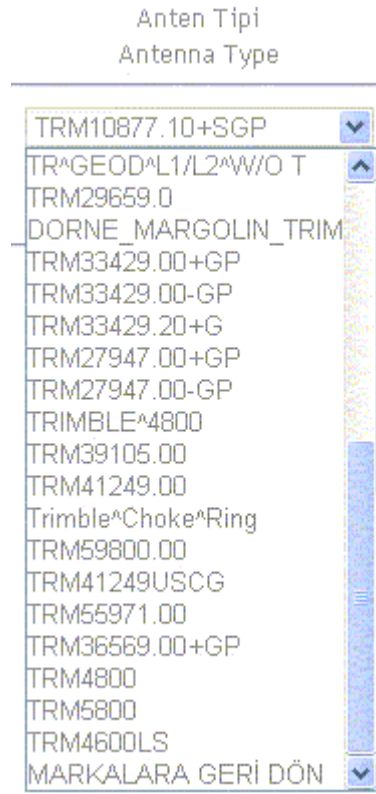 Anten Tipi
Antenna Type
TRM10877.10+SGP
TR^GEOD^L1/L2^W/O T
TRM29659.0
DORNE_MARGOLIN_TRIM
TRM33429.00+GP
TRM33429.00-GP
TRM33429.20+G
TRM27947.00+GP
TRM27947.00-GP
TRIMBLE^4800
TRM39105.00
TRM41249.00
Trimble^Choke^Ring
TRM59800.00
TRM41249USCG
TRM55971.00
TRM36569.00+GP
TRM4800
TRM5800
TRM4600LS
MARKALARA GERİ DÖN